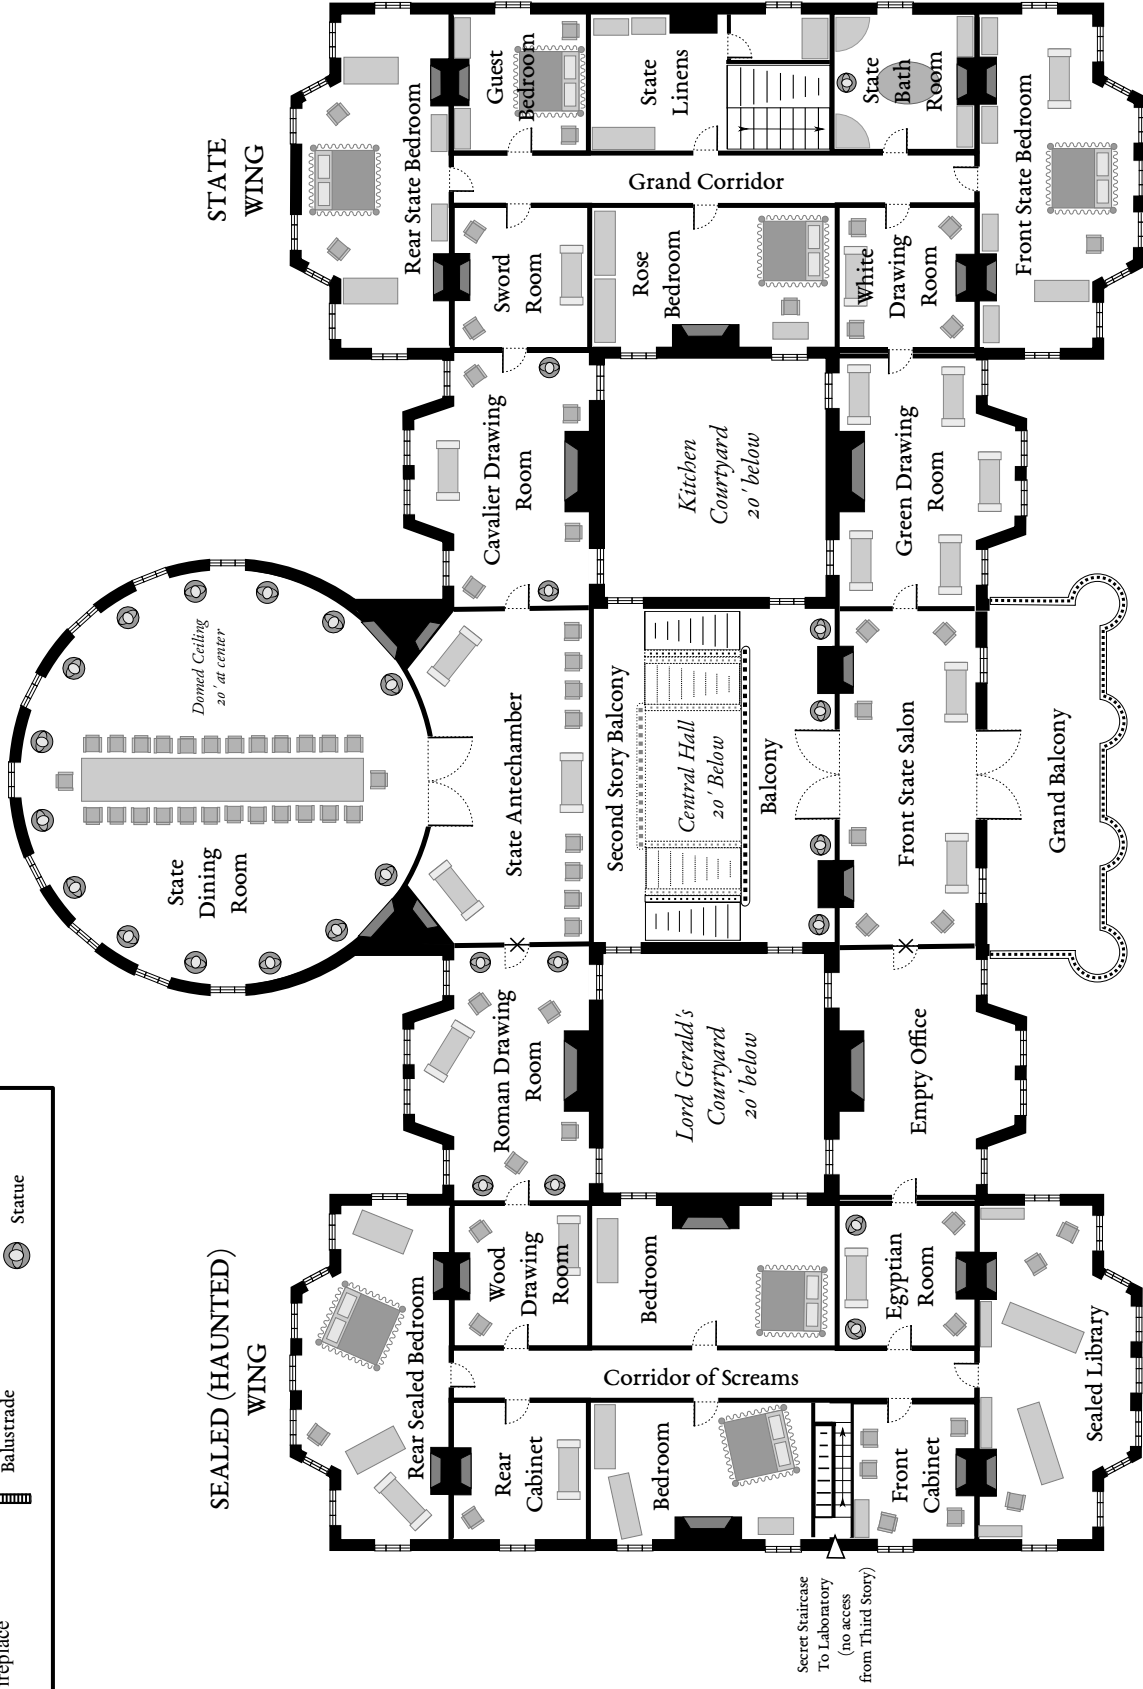 ireplace
Balustrade
Statue
SEALED (HAUNTED)
WING
STATE
WING
State
Dining
Room
Domed Ceiling
20' at center
Rear Sealed Bedroom
Rear State Bedroom
Rear
Cabinet
Wood
Drawing
Room
Roman Drawing
Room
State Antechamber
Cavalier Drawing
Room
Sword
Room
Guest
Bedroom
Bedroom
Corridor of Screams
Bedroom
Lord Gerald's
Courtyard
20' below
Second Story Balcony
Central Hall
20' Below
Balcony
Kitchen
Courtyard
20' below
Rose
Bedroom
Grand Corridor
State
Linens
Secret Staircase
To Laboratory
(no access
from Third Story)
Front
Cabinet
Egyptian
Room
Empty Office
Front State Salon
Green Drawing
Room
White
Drawing
Room
State
Bath
Room
Sealed Library
Grand Balcony
Front State Bedroom